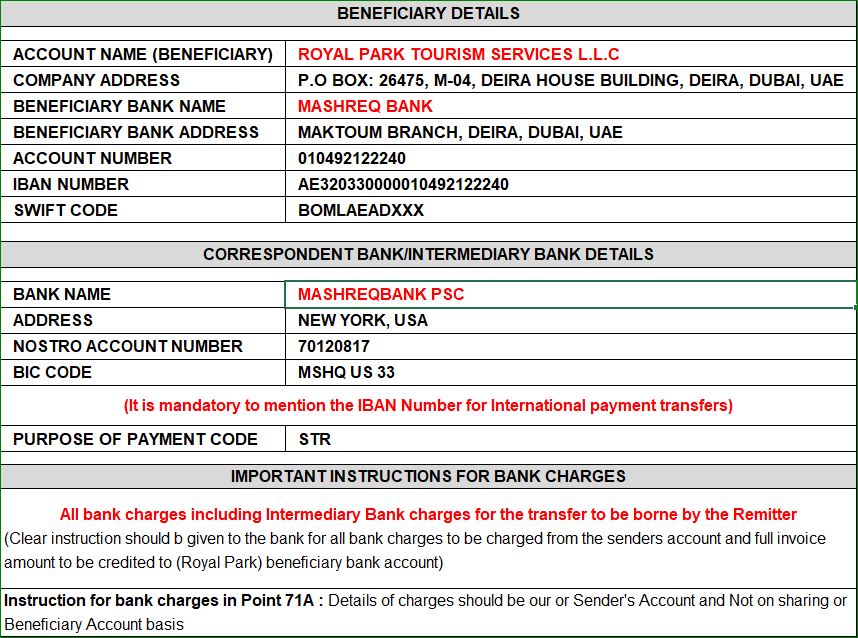 BENEFICIARY DETAILS
ACCOUNT NAME (BENEFICIARY) ROYAL PARK TOURISM SERVICES L.L.C
COMPANY ADDRESS P.O BOX: 26475, M-04, DEIRA HOUSE BUILDING, DEIRA, DUBAI, UAE
BENEFICIARY BANK NAME MASHREQ BANK
BENEFICIARY BANK ADDRESS MAKTOUM BRANCH, DEIRA, DUBAI, UAE
ACCOUNT NUMBER 010492122240
IBAN NUMBER AE320330000010492122240
SWIFT CODE BOMLAEADXXX
CORRESPONDENT BANK/INTERMEDIARY BANK DETAILS
BANK NAME MASHREQBANK PSC
ADDRESS NEW YORK, USA
NOSTRO ACCOUNT NUMBER 70120817
BIC CODE MSHQ US 33
(It is mandatory to mention the IBAN Number for International payment transfers)
PURPOSE OF PAYMENT CODE STR
IMPORTANT INSTRUCTIONS FOR BANK CHARGES
All bank charges including Intermediary Bank charges for the transfer to be borne by the Remitter
(Clear instruction should b given to the bank for all bank charges to be charged from the senders account and full invoice
amount to be credited to (Royal Park) beneficiary bank account)
Instruction for bank charges in Point 71A : Details of charges should be our or Sender's Account and Not on sharing or
Beneficiary Account basis